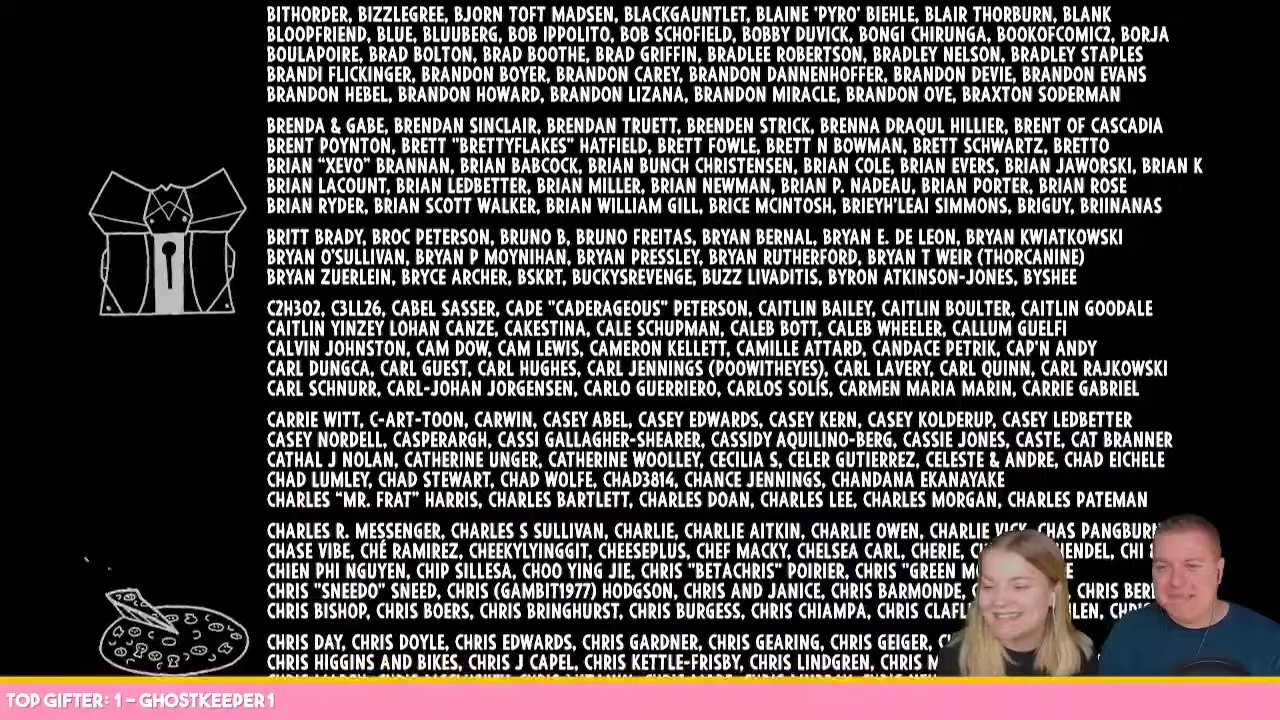 BITHORDER, BIZZLEGREE, BJORN TOFT MADSEN, BLACKGAUNTLET, BLAINE 'PYRO' BIEHLE, BLAIR THORBURN, BLANK
BLOOPFRIEND, BLUE, BLUUBERG, BOB IPPOLITO, BOB SCHOFIELD, BOBBY DUVICK, BONGI CHIRUNGA, BOOKOFCOMIC2, BORJA
BOULAPOIRE, BRAD BOLTON, BRAD BOOTHE, BRAD GRIFFIN, BRADLEE ROBERTSON, BRADLEY NELSON, BRADLEY STAPLES
BRANDI FLICKINGER, BRANDON BOYER, BRANDON CAREY, BRANDON DANNENHOFFER, BRANDON DEVIE, BRANDON EVANS
BRANDON HEBEL, BRANDON HOWARD, BRANDON LIZANA, BRANDON MIRACLE, BRANDON OVE, BRAXTON SODERMAN
BRENDA & GABE, BRENDAN SINCLAIR, BRENDAN TRUETT, BRENDEN STRICK, BRENNA DRAQUL HILLIER, BRENT OF CASCADIA
BRENT POYNTON, BRETT "BRETTYFLAKES" HATFIELD, BRETT FOWLE, BRETT N BOWMAN, BRETT SCHWARTZ, BRETTO
BRIAN “XEVO” BRANNAN, BRIAN BABCOCK, BRIAN BUNCH CHRISTENSEN, BRIAN COLE, BRIAN EVERS, BRIAN JAWORSKI, BRIAN K
BRIAN LACOUNT, BRIAN LEDBETTER, BRIAN MILLER, BRIAN NEWMAN, BRIAN P. NADEAU, BRIAN PORTER, BRIAN ROSE
BRIAN RYDER, BRIAN SCOTT WALKER, BRIAN WILLIAM GILL, BRICE MCINTOSH, BRIEYH'LEAI SIMMONS, BRIGUY, BRIINANAS
BRITT BRADY, BROC PETERSON, BRUNO B, BRUNO FREITAS, BRYAN BERNAL, BRYAN E. DE LEON, BRYAN KWIATKOWSKI
BRYAN O'SULLIVAN, BRYAN P MOYNIHAN, BRYAN PRESSLEY, BRYAN RUTHERFORD, BRYAN T WEIR (THORCANINE)
BRYAN ZUERLEIN, BRYCE ARCHER, BSKRT, BUCKYSREVENGE, BUZZ LIVADITIS, BYRON ATKINSON-JONES, BYSHEE
C2H3O2, C3LL26, CABEL SASSER, CADE "CADERAGEOUS" PETERSON, CAITLIN BAILEY, CAITLIN BOULTER, CAITLIN GOODALE
CAITLIN YINZEY LOHAN CANZE, CAKESTINA, CALE SCHUPMAN, CALEB BOTT, CALEB WHEELER, CALLUM GUELFI
CALVIN JOHNSTON, CAM DOW, CAM LEWIS, CAMERON KELLETT, CAMILLE ATTARD, CANDACE PETRIK, CAP'N ANDY
CARL DUNGCA, CARL GUEST, CARL HUGHES, CARL JENNINGS (POOWITHEYES), CARL LAVERY, CARL QUINN, CARL RAJKOWSKI
CARL SCHNURR, CARL-JOHAN JORGENSEN, CARLO GUERRIERO, CARLOS SOLÍS, CARMEN MARIA MARIN, CARRIE GABRIEL
CARRIE WITT, C-ART-TOON, CARWIN, CASEY ABEL, CASEY EDWARDS, CASEY KERN, CASEY KOLDERUP, CASEY LEDBETTER
CASEY NORDELL, CASPERARGH, CASSI GALLAGHER-SHEARER, CASSIDY AQUILINO-BERG, CASSIE JONES, CASTE, CAT BRANNER
CATHAL J NOLAN, CATHERINE UNGER, CATHERINE WOOLLEY, CECILIA S, CELER GUTIERREZ, CELESTE & ANDRE, CHAD EICHELE
CHAD LUMLEY, CHAD STEWART, CHAD WOLFE, CHAD3814, CHANCE JENNINGS, CHANDANA EKANAYAKE
CHARLES “MR. FRAT” HARRIS, CHARLES BARTLETT, CHARLES DOAN, CHARLES LEE, CHARLES MORGAN, CHARLES PATEMAN
CHARLES R. MESSENGER, CHARLES S SULLIVAN, CHARLIE, CHARLIE AITKIN, CHARLIE OWEN, CHARLIE VICK, CHAS PANGBURN
CHASE VIBE, CHÉ RAMIREZ, CHEEKYLYINGGIT, CHEESEPLUS, CHEF MACKY, CHELSEA CARL, CHERIE, CHI
CHIEN PHI NGUYEN, CHIP SILLESA, CHOO YING JIE, CHRIS "BETACHRIS" POIRIER, CHRIS "GREEN
CHRIS "SNEEDO" SNEED, CHRIS (GAMBIT1977) HODGSON, CHRIS AND JANICE, CHRIS BARMONDE, CHRIS
CHRIS BISHOP, CHRIS BOERS, CHRIS BRINGHURST, CHRIS BURGESS, CHRIS CHIAMPA, CHRIS
CHRIS DAY, CHRIS DOYLE, CHRIS EDWARDS, CHRIS GARDNER, CHRIS GEARING, CHRIS GEIGER,
CHRIS HIGGINS AND BIKES, CHRIS J CAPEL, CHRIS KETTLE-FRISBY, CHRIS LINDGREN, CHRIS
TOP GIFTER: 1 - GHOSTKEEPER1